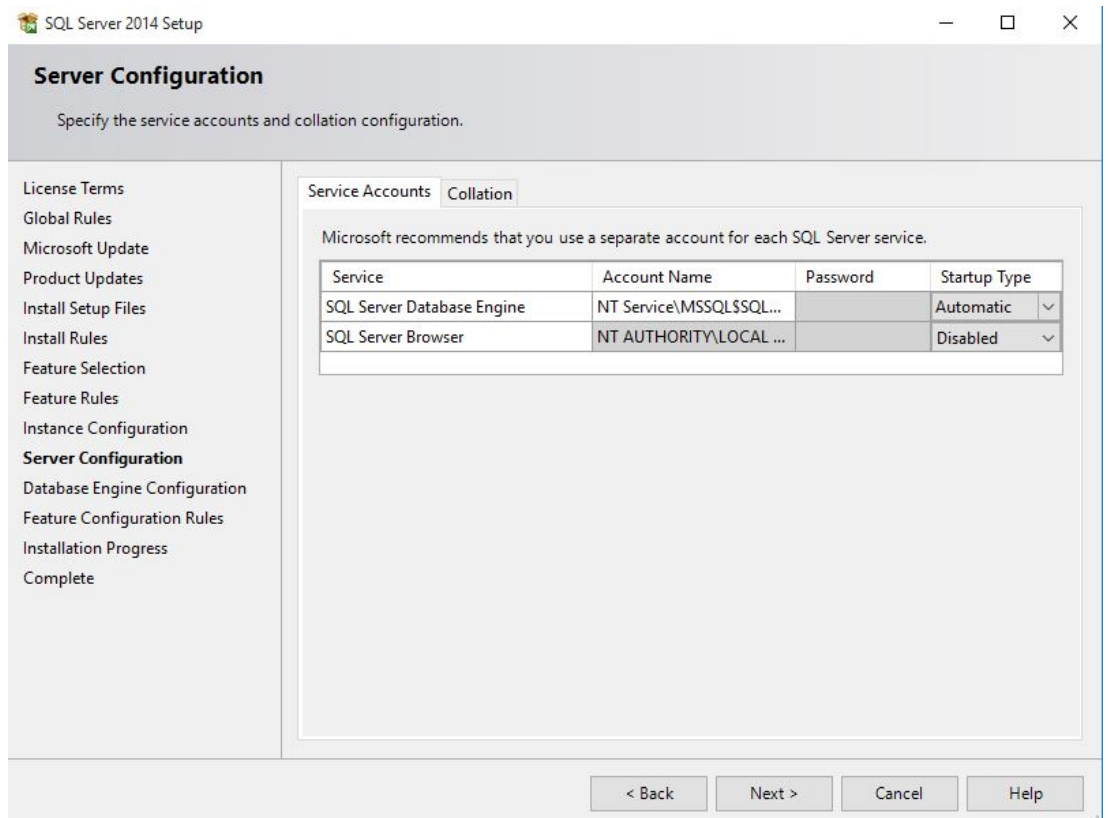 SQL Server 2014 Setup
Server Configuration
Specify the service accounts and collation configuration.
License Terms
Global Rules
Microsoft Update
Product Updates
Install Setup Files
Install Rules
Feature Selection
Feature Rules
Instance Configuration
Server Configuration
Database Engine Configuration
Feature Configuration Rules
Installation Progress
Complete
Service Accounts Collation
Microsoft recommends that you use a separate account for each SQL Server service.
Service Account Name Password Startup Type
SQL Server Database Engine NT Service\MSSQL$SQL... Automatic
SQL Server Browser NT AUTHORITY\LOCAL ... Disabled
< Back Next > Cancel Help